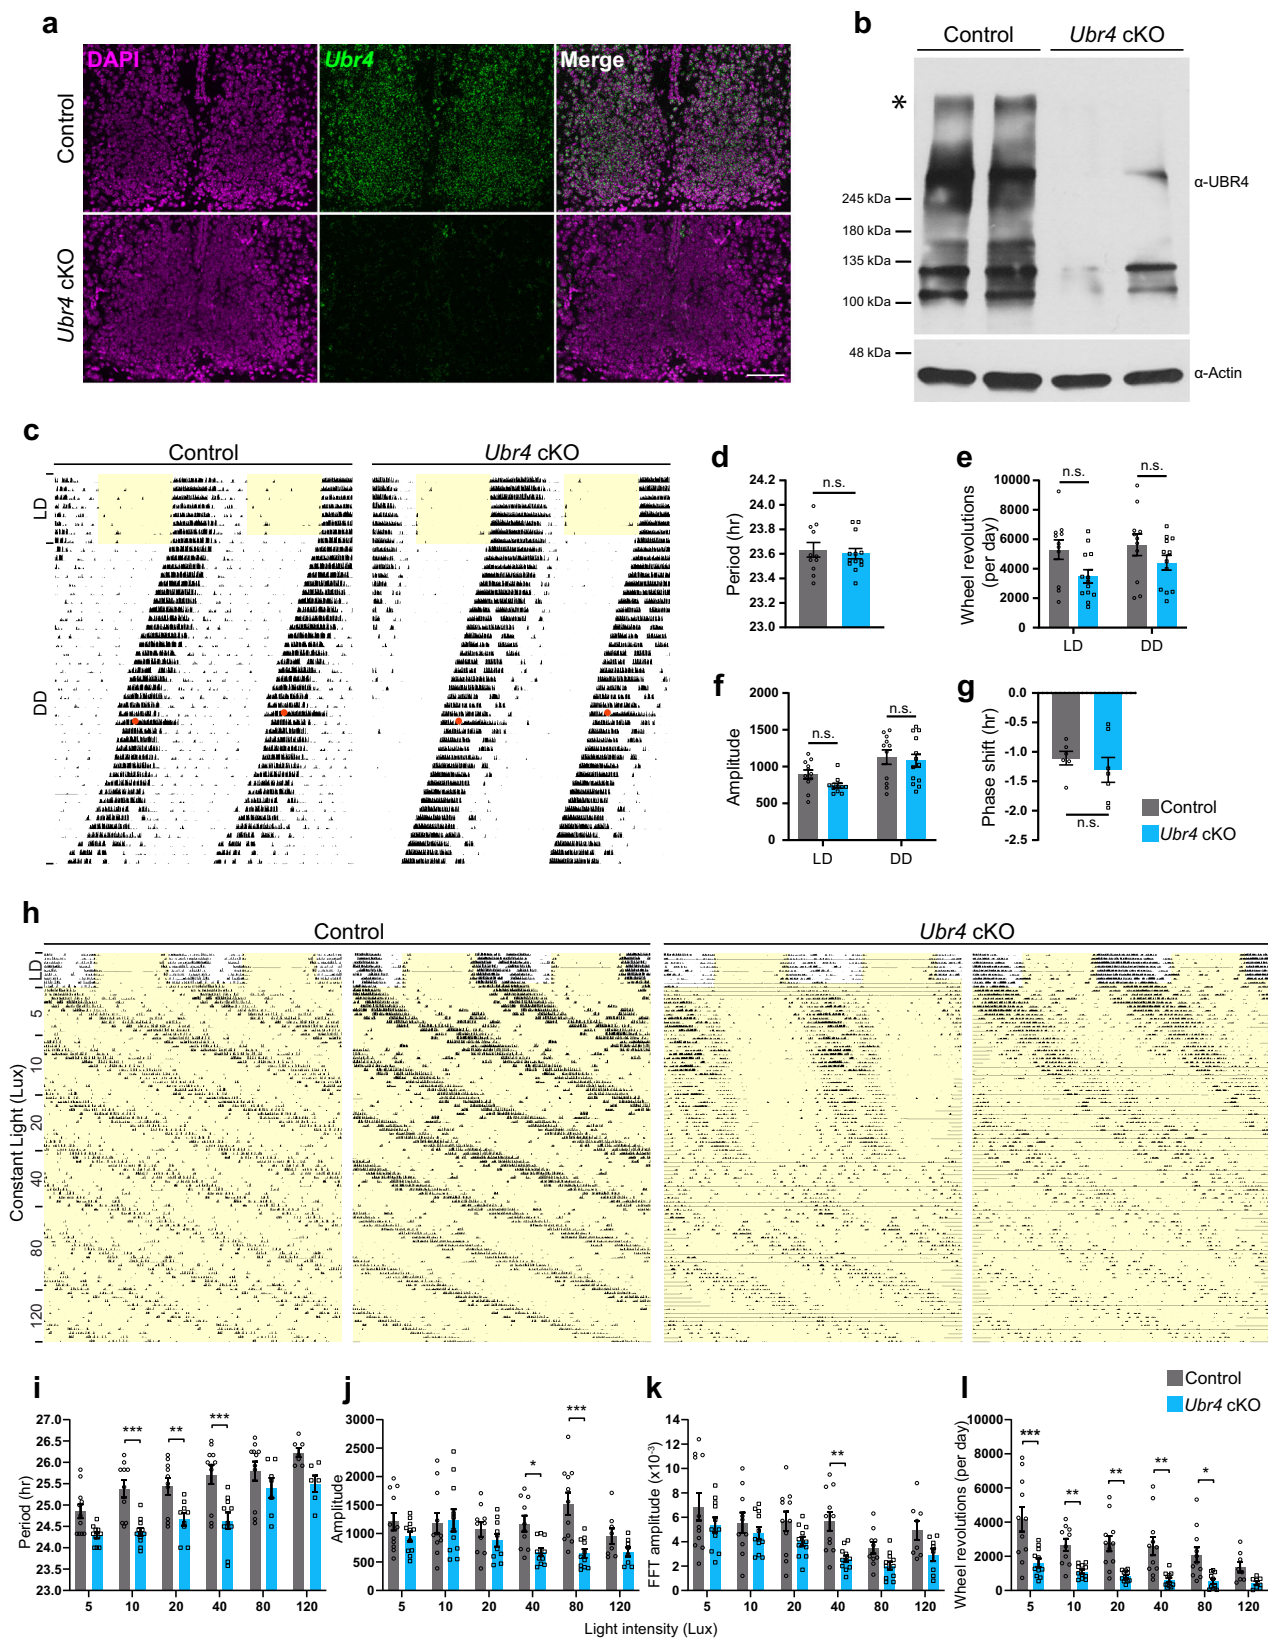 a
DAPI
Ubr4
Merge
Control
Ubr4 cKO
b
Control
Ubr4 cKO
*
245 kDa
180 kDa
135 kDa
100 kDa
48 kDa
α-UBR4
α-Actin
c
Control
Ubr4 cKO
LD
DD
d
Period (hr)
24.2
24.0
23.8
23.6
23.4
23.2
23.0
n.s.
e
Wheel revolutions
(per day)
10000
8000
6000
4000
2000
0
n.s.
n.s.
LD
DD
f
Amplitude
2000
1500
1000
500
0
n.s.
n.s.
LD
DD
g
Phase shift (hr)
0.0
-0.5
-1.0
-1.5
-2.0
-2.5
n.s.
Control
Ubr4 cKO
h
Control
Ubr4 cKO
Constant Light (Lux)
LD
5
10
20
40
80
120
i
Period (hr)
27.0
26.5
26.0
25.5
25.0
24.5
24.0
23.5
23.0
***
**
***
5 10 20 40 80 120
j
Amplitude
3000
2500
2000
1500
1000
500
0
*
***
5 10 20 40 80 120
k
FFT amplitude (x10-3)
14
12
10
8
6
4
2
0
**
5 10 20 40 80 120
l
Control
Ubr4 cKO
Wheel revolutions (per day)
10000
8000
6000
4000
2000
0
***
**
**
**
*
5 10 20 40 80 120
Light intensity (Lux)